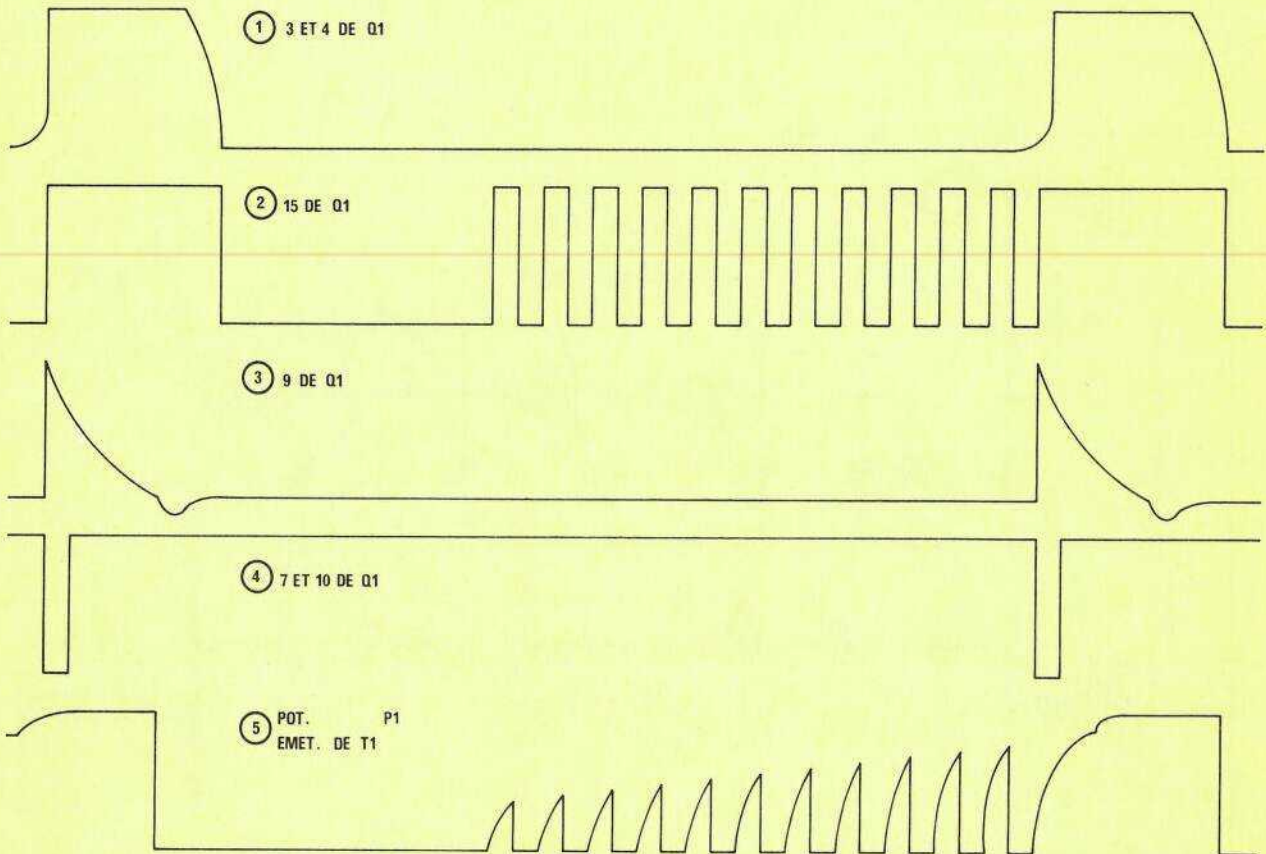 1 3 ET 4 DE Q1
2 15 DE Q1
3 9 DE Q1
4 7 ET 10 DE Q1
5 POT. P1
EMET. DE T1